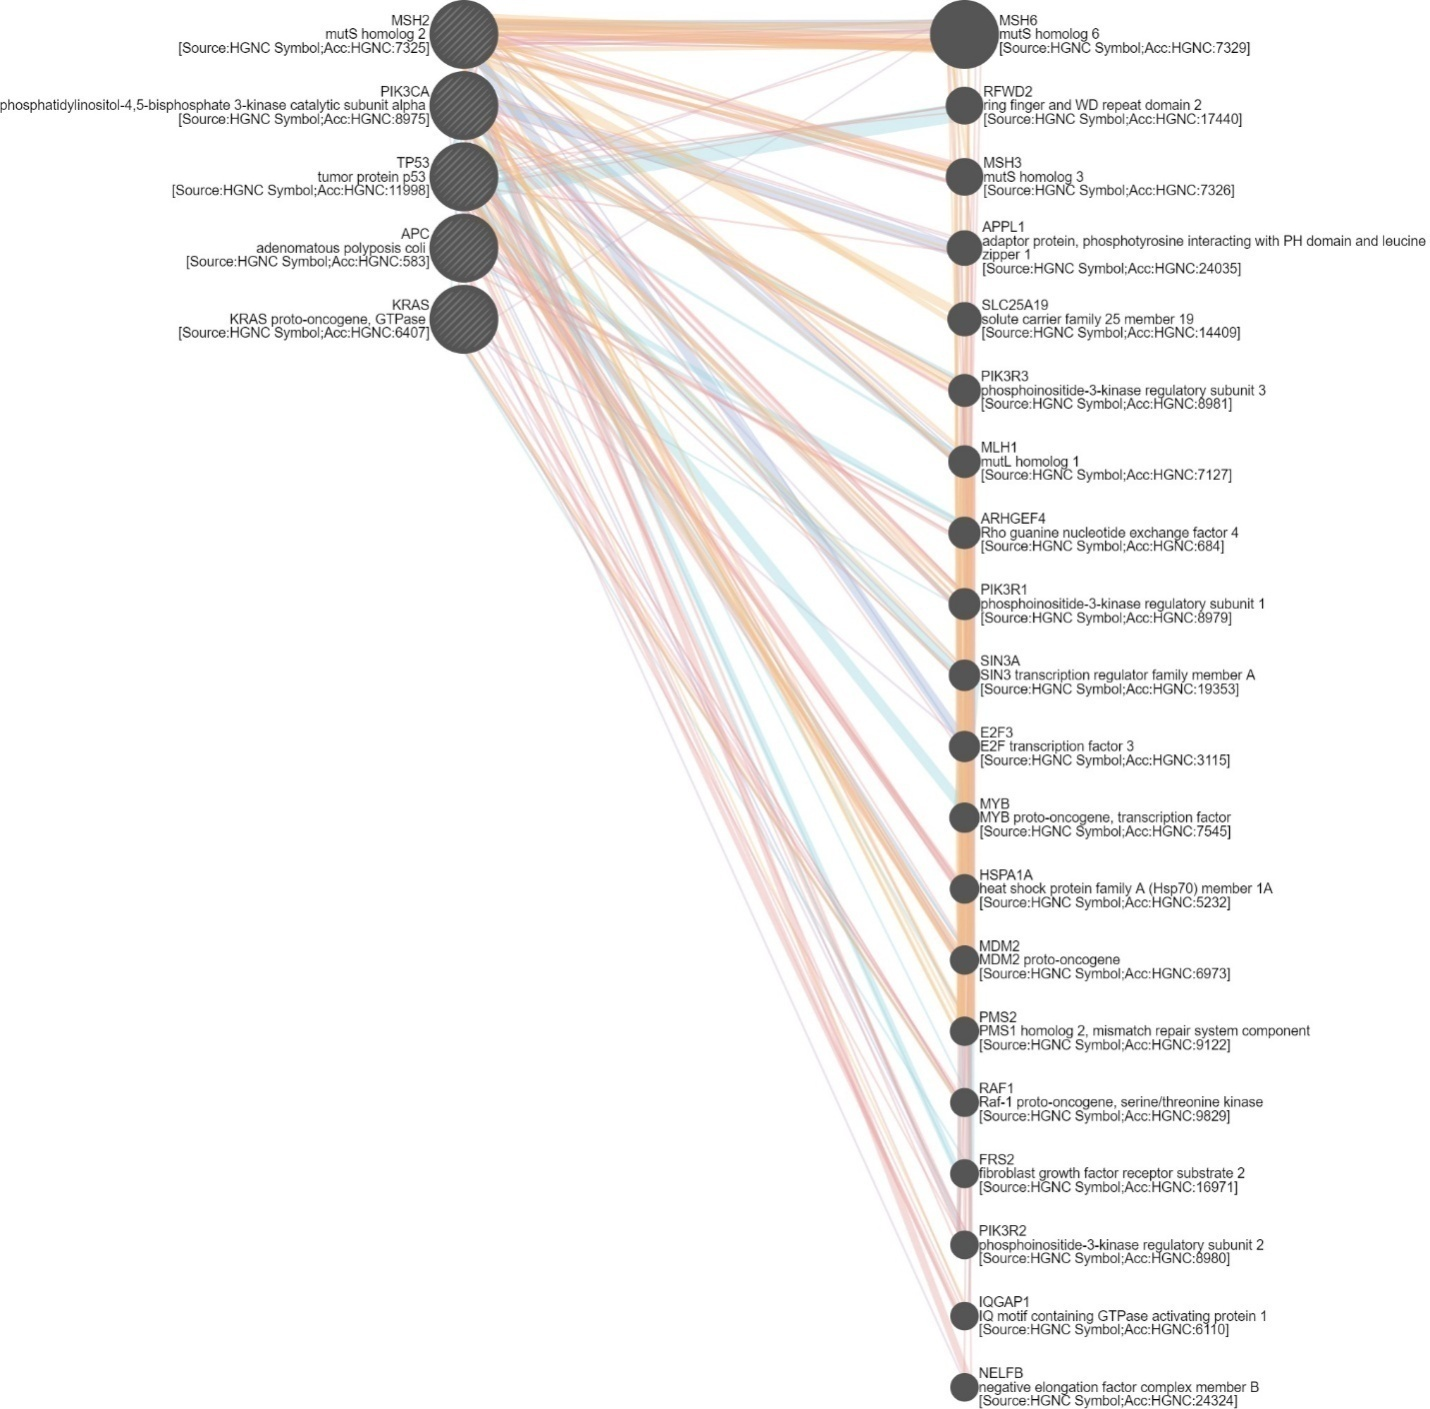 MSH2
mutS homolog 2
[Source:HGNC Symbol;Acc:HGNC:7325]
PIK3CA
phosphatidylinositol-4,5-bisphosphate 3-kinase catalytic subunit alpha
[Source:HGNC Symbol;Acc:HGNC:8975]
TP53
tumor protein p53
[Source:HGNC Symbol;Acc:HGNC:11998]
APC
adenomatous polyposis coli
[Source:HGNC Symbol;Acc:HGNC:583]
KRAS
KRAS proto-oncogene, GTPase
[Source:HGNC Symbol;Acc:HGNC:6407]
MSH6
mutS homolog 6
[Source:HGNC Symbol;Acc:HGNC:7329]
RFWD2
ring finger and WD repeat domain 2
[Source:HGNC Symbol;Acc:HGNC:17440]
MSH3
mutS homolog 3
[Source:HGNC Symbol;Acc:HGNC:7326]
APPL1
adaptor protein, phosphotyrosine interacting with PH domain and leucine
zipper 1
[Source:HGNC Symbol;Acc:HGNC:24035]
SLC25A19
solute carrier family 25 member 19
[Source:HGNC Symbol;Acc:HGNC:14409]
PIK3R3
phosphoinositide-3-kinase regulatory subunit 3
[Source:HGNC Symbol;Acc:HGNC:8981]
MLH1
mutL homolog 1
[Source:HGNC Symbol;Acc:HGNC:7127]
ARHGEF4
Rho guanine nucleotide exchange factor 4
[Source:HGNC Symbol;Acc:HGNC:684]
PIK3R1
phosphoinositide-3-kinase regulatory subunit 1
[Source:HGNC Symbol;Acc:HGNC:8979]
SIN3A
SIN3 transcription regulator family member A
[Source:HGNC Symbol;Acc:HGNC:19353]
E2F3
E2F transcription factor 3
[Source:HGNC Symbol;Acc:HGNC:3115]
MYB
MYB proto-oncogene, transcription factor
[Source:HGNC Symbol;Acc:HGNC:7545]
HSPA1A
heat shock protein family A (Hsp70) member 1A
[Source:HGNC Symbol;Acc:HGNC:5232]
MDM2
MDM2 proto-oncogene
[Source:HGNC Symbol;Acc:HGNC:6973]
PMS2
PMS1 homolog 2, mismatch repair system component
[Source:HGNC Symbol;Acc:HGNC:9122]
RAF1
Raf-1 proto-oncogene, serine/threonine kinase
[Source:HGNC Symbol;Acc:HGNC:9829]
FRS2
fibroblast growth factor receptor substrate 2
[Source:HGNC Symbol;Acc:HGNC:16971]
PIK3R2
phosphoinositide-3-kinase regulatory subunit 2
[Source:HGNC Symbol;Acc:HGNC:8980]
IQGAP1
IQ motif containing GTPase activating protein 1
[Source:HGNC Symbol;Acc:HGNC:6110]
NELFB
negative elongation factor complex member B
[Source:HGNC Symbol;Acc:HGNC:24324]